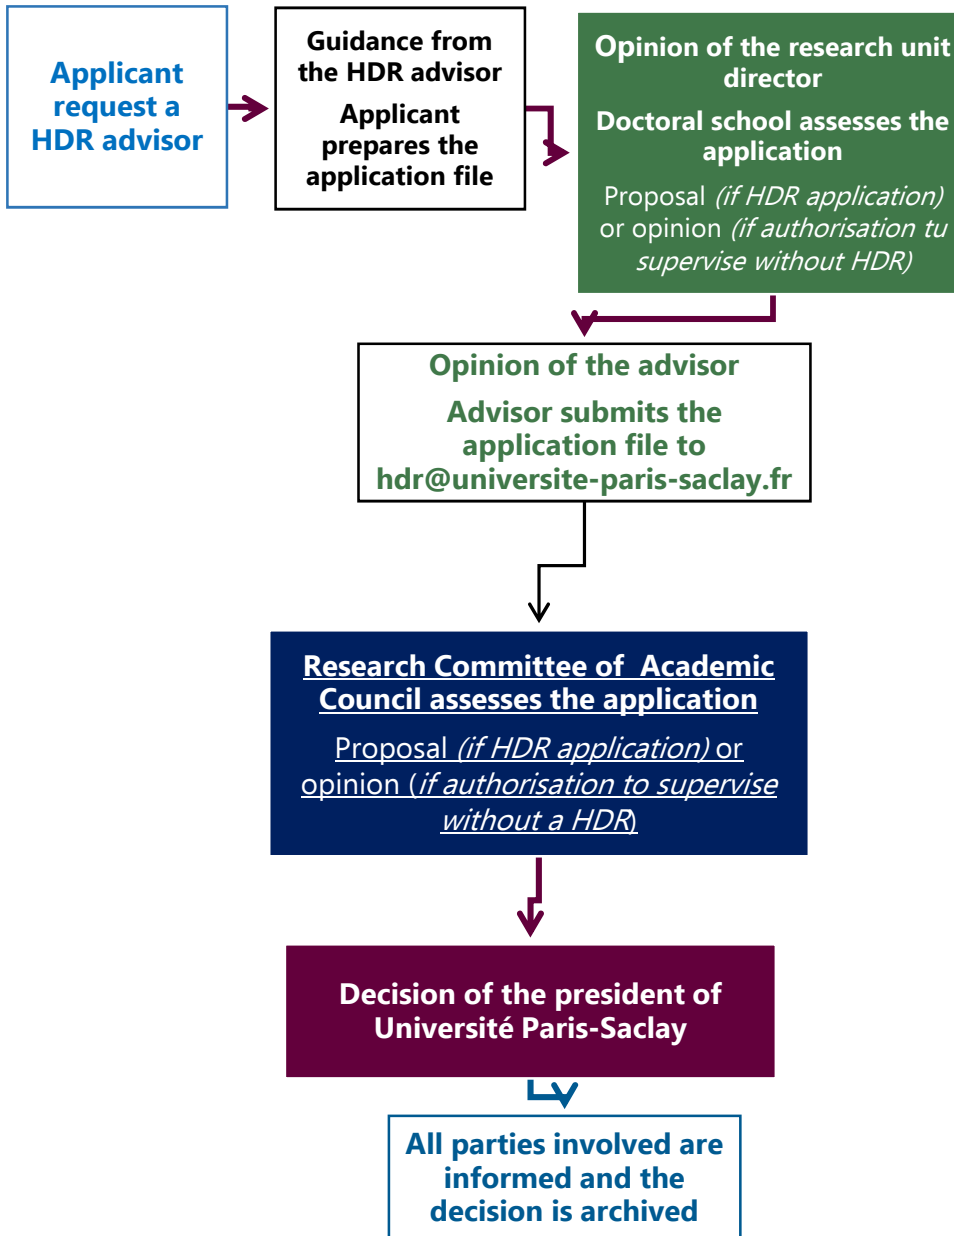 Applicant
request a
HDR advisor
Guidance from
the HDR advisor
Applicant
prepares the
application file
Opinion of the research unit
director
Doctoral school assesses the
application
Proposal (if HDR application)
or opinion (if authorisation tu
supervise without HDR)
Opinion of the advisor
Advisor submits the
application file to
hdr@universite-paris-saclay.fr
Research Committee of Academic
Council assesses the application
Proposal (if HDR application) or
opinion (if authorisation to supervise
without a HDR)
Decision of the president of
Université Paris-Saclay
All parties involved are
informed and the
decision is archived